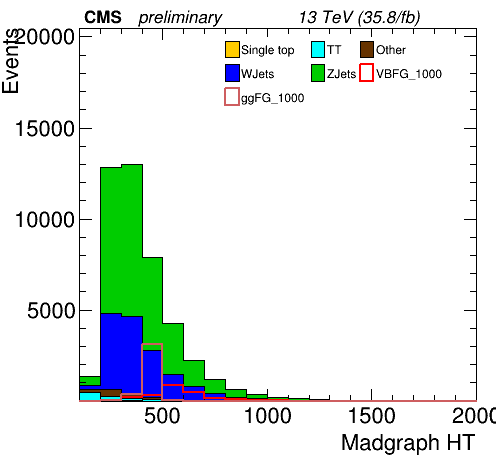 CMS preliminary 13 TeV (35.8/fb)
Events
20000
15000
10000
5000
Single top TT Other
WJets ZJets VBFG_1000
ggFG_1000
500 1000 1500 2000
Madgraph HT